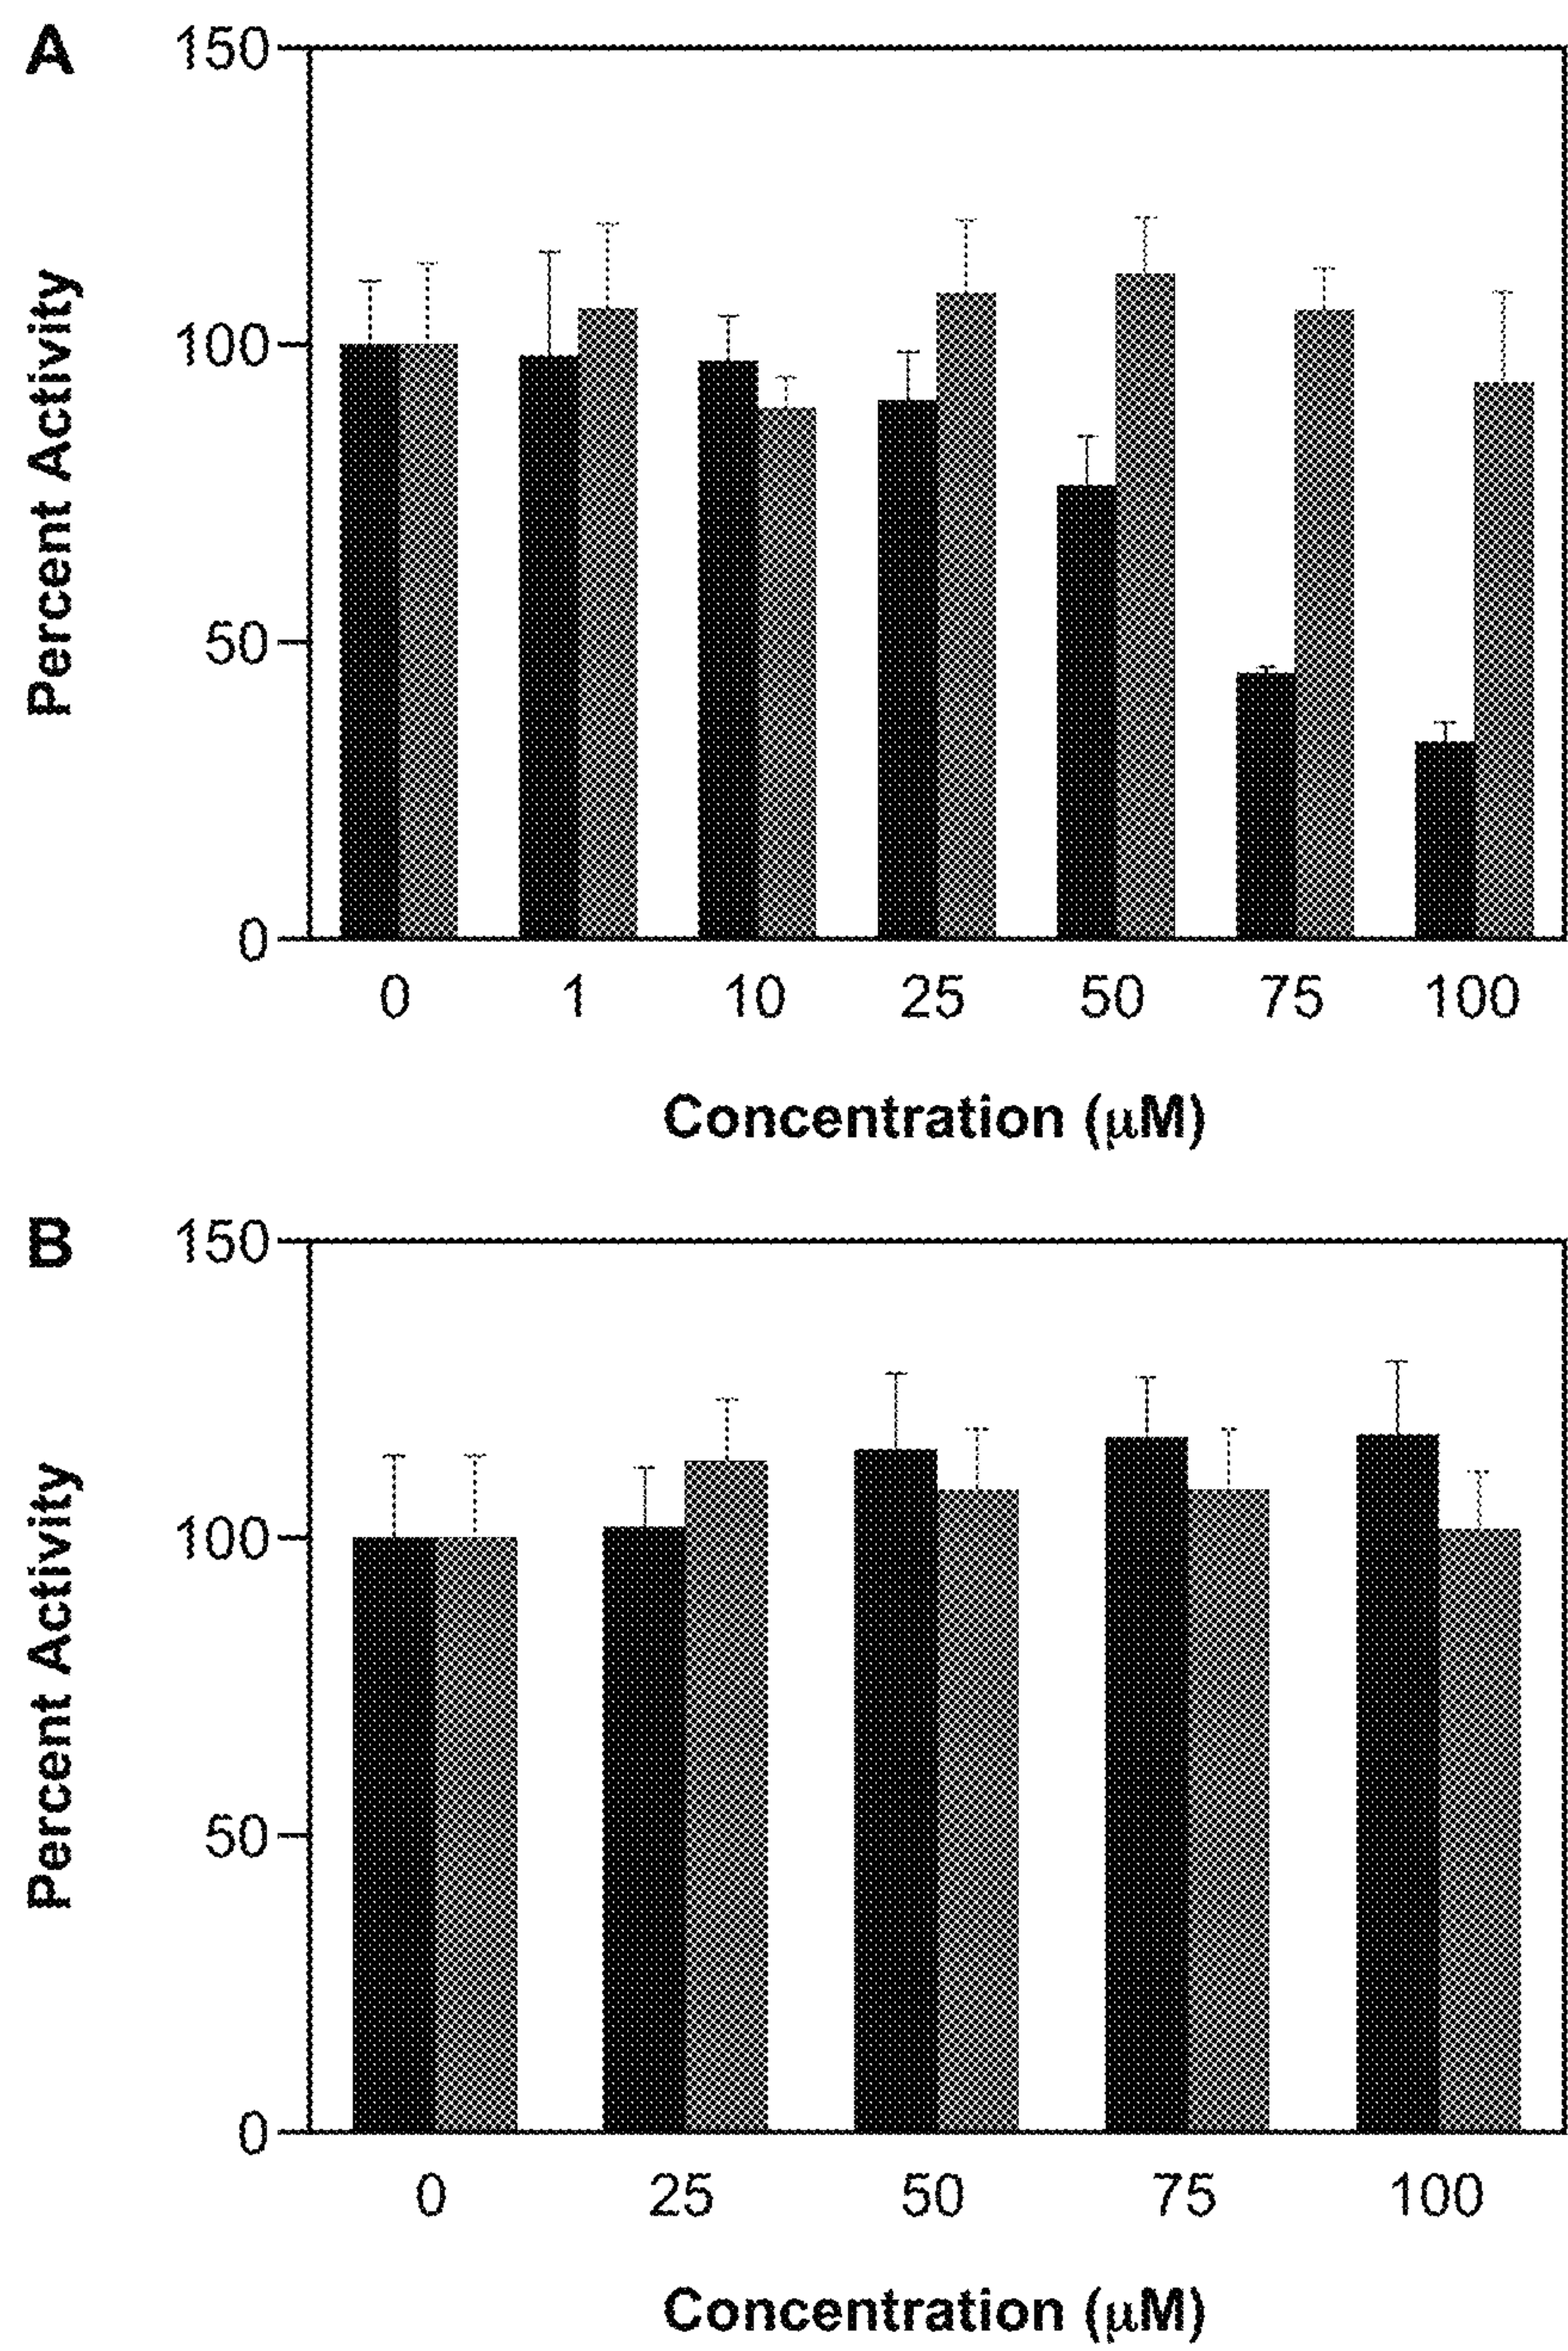 A
150
100
50
0
Percent Activity
0 1 10 25 50 75 100
Concentration (μM)
B
150
100
50
0
Percent Activity
0 25 50 75 100
Concentration (μM)